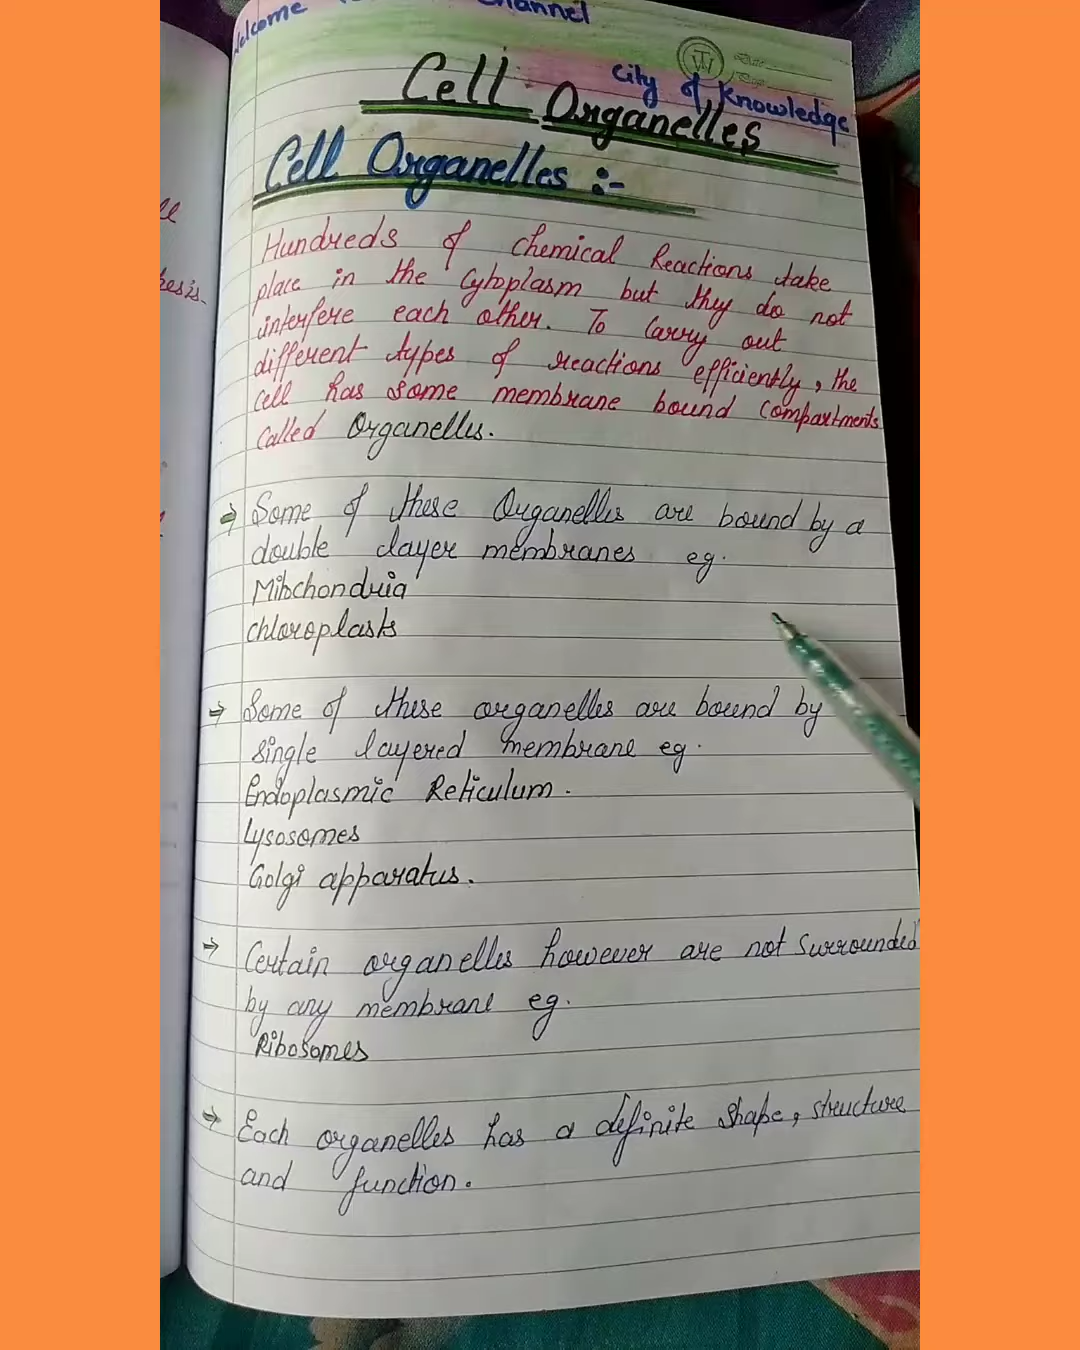 Welcome Channel
City of Knowledge
Cell Organelles
Cell Organelles :-
Hundreds of chemical Reactions take
place in the Cytoplasm but they do not
interfere each other. To Carry out
different types of reactions efficiently, the
Cell has some membrane bound Compartments
Called Organelles.
⇒ Some of these Organelles are bound by a
double layer membranes eg.
Mitochondria
Chloroplasts
⇒ Some of these organelles are bound by
single layered membrane eg.
Endoplasmic Reticulum.
Lysosomes
Golgi apparatus.
⇒ Certain organelles however are not surrounded
by any membrane eg.
Ribosomes
⇒ Each organelles has a definite shape, structure
and function.